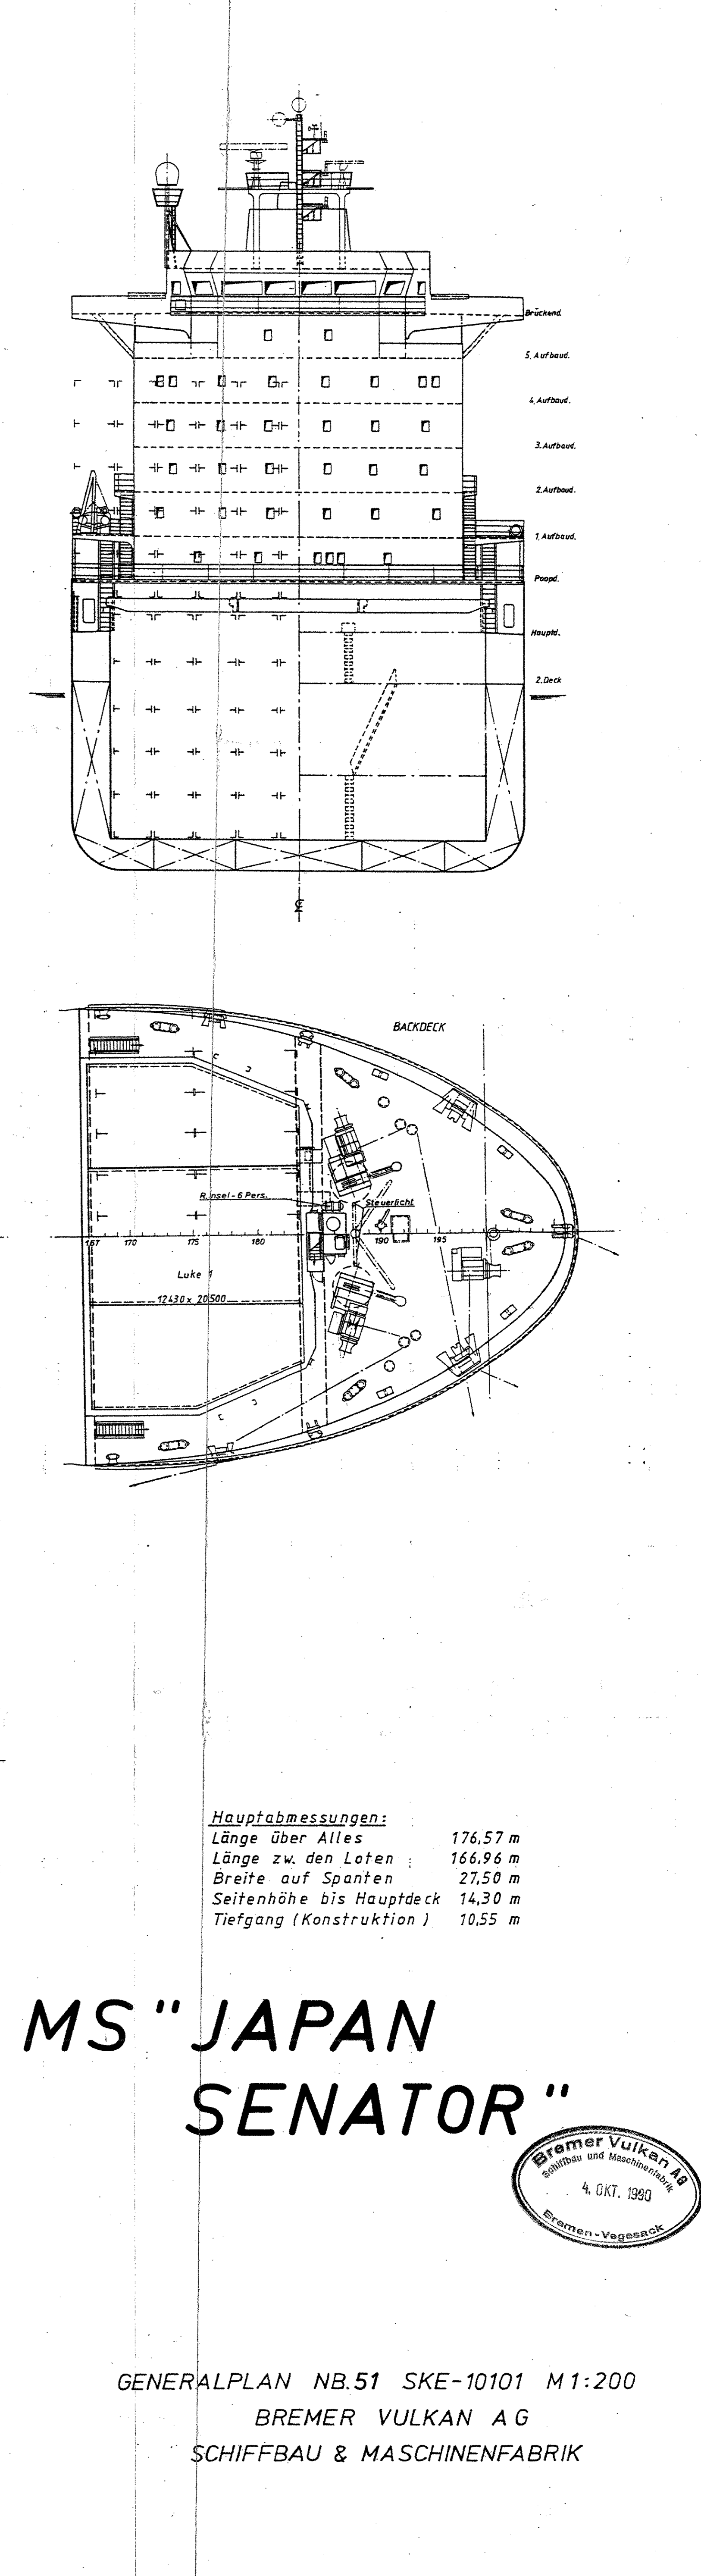 Brückend.
5. Aufbaud.
4. Aufbaud.
3. Aufbaud.
2. Aufbaud.
1. Aufbaud.
Poopd.
Hauptd.
2. Deck
BACKDECK
R.insel - 6 Pers.
Steuerlicht
167 170 175 180 190 195
Luke 1
12430 x 20500
Hauptabmessungen:
Länge über Alles 176,57 m
Länge zw. den Loten : 166,96 m
Breite auf Spanten 27,50 m
Seitenhöhe bis Hauptdeck 14,30 m
Tiefgang (Konstruktion) 10,55 m
MS "JAPAN
SENATOR"
Bremer Vulkan AG
Schiffbau und Maschinenfabrik
4. OKT. 1990
Bremen-Vegesack
GENERALPLAN NB.51 SKE-10101 M 1:200
BREMER VULKAN AG
SCHIFFBAU & MASCHINENFABRIK